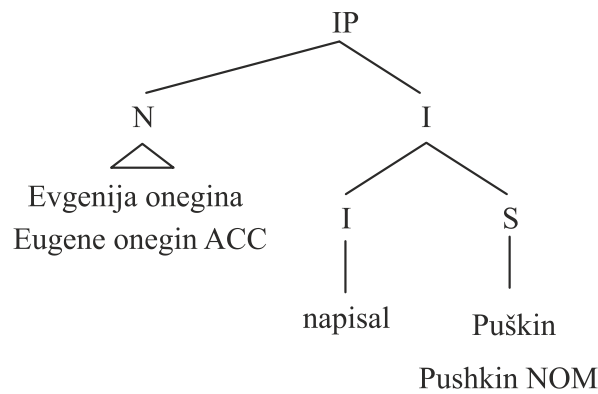 IP
N I
Evgenija onegina
Eugene onegin ACC
I S
napisal Puškin
Pushkin NOM